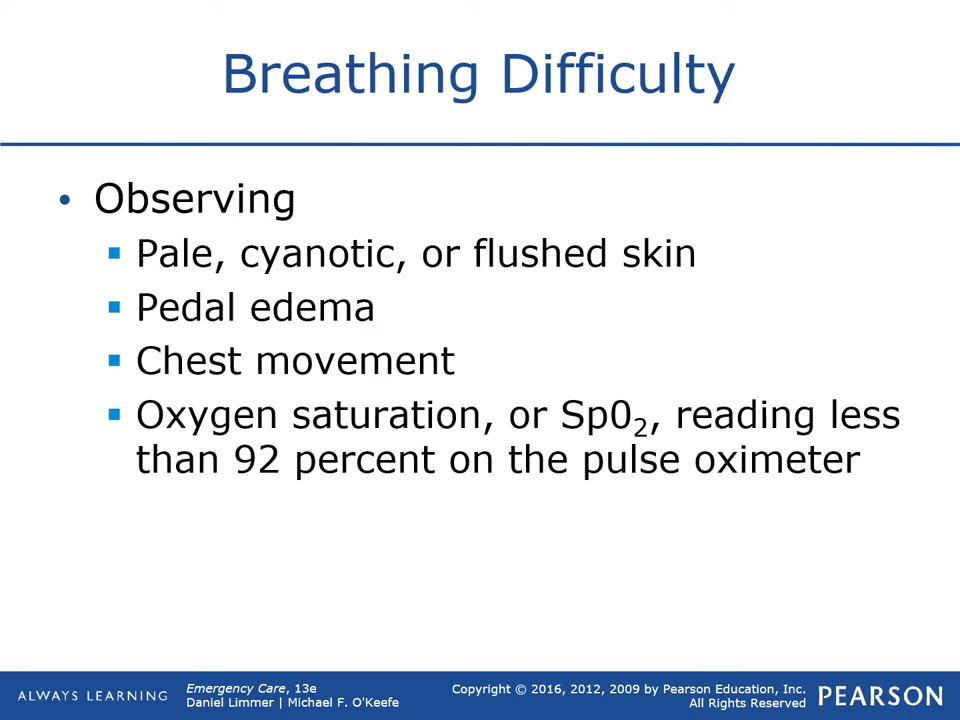 Breathing Difficulty
• Observing
▪ Pale, cyanotic, or flushed skin
▪ Pedal edema
▪ Chest movement
▪ Oxygen saturation, or Sp0₂, reading less
than 92 percent on the pulse oximeter
ALWAYS LEARNING
Emergency Care, 13e
Daniel Limmer | Michael F. O'Keefe
Copyright © 2016, 2012, 2009 by Pearson Education, Inc.
All Rights Reserved
PEARSON